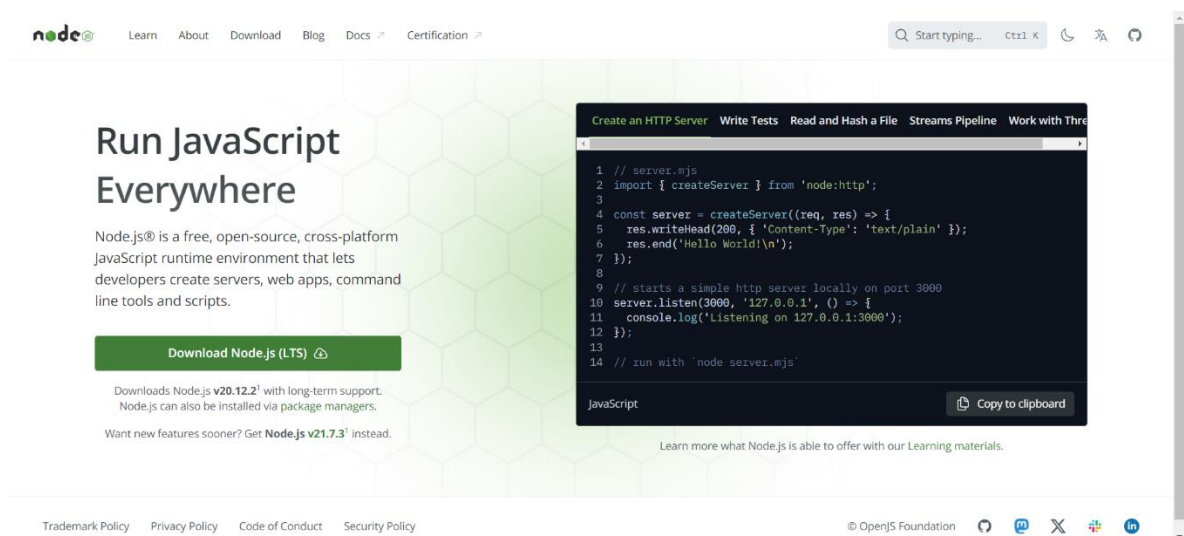 node
Learn About Download Blog Docs Certification
Start typing... Ctrl K
Run JavaScript
Everywhere
Node.js® is a free, open-source, cross-platform
JavaScript runtime environment that lets
developers create servers, web apps, command
line tools and scripts.
Download Node.js (LTS)
Downloads Node.js v20.12.2¹ with long-term support.
Node.js can also be installed via package managers.
Want new features sooner? Get Node.js v21.7.3¹ instead.
Create an HTTP Server Write Tests Read and Hash a File Streams Pipeline Work with Thre
1 // server.mjs
2 import { createServer } from 'node:http';
3
4 const server = createServer((req, res) => {
5   res.writeHead(200, { 'Content-Type': 'text/plain' });
6   res.end('Hello World!\n');
7 });
8
9 // starts a simple http server locally on port 3000
10 server.listen(3000, '127.0.0.1', () => {
11   console.log('Listening on 127.0.0.1:3000');
12 });
13
14 // run with `node server.mjs`
JavaScript Copy to clipboard
Learn more what Node.js is able to offer with our Learning materials.
Trademark Policy Privacy Policy Code of Conduct Security Policy © OpenJS Foundation